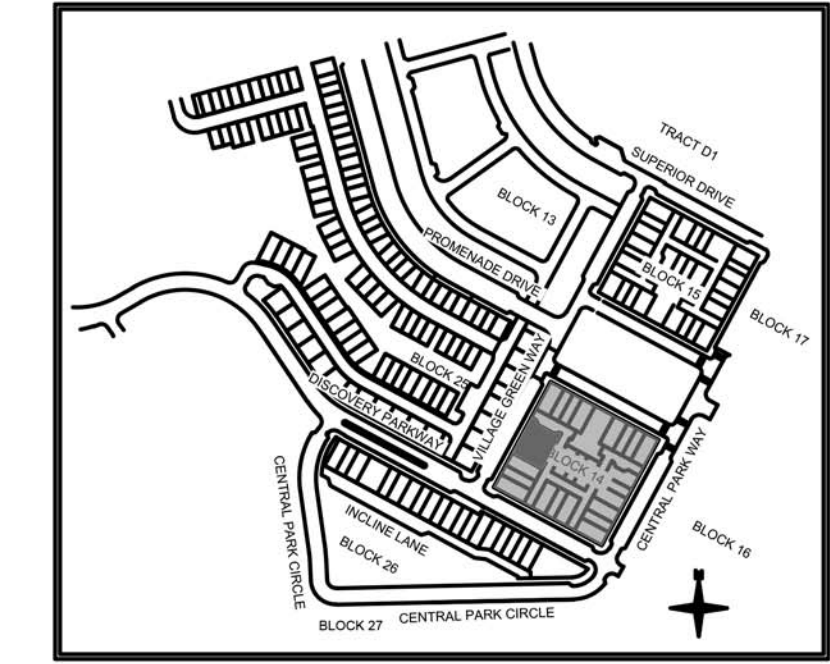 TRACT D1
SUPERIOR DRIVE
BLOCK 13
PROMENADE DRIVE
BLOCK 15
BLOCK 17
BLOCK 25
VILLAGE GREEN WAY
DISCOVERY PARKWAY
BLOCK 14
CENTRAL PARK WAY
CENTRAL PARK CIRCLE
INCLINE LANE
BLOCK 16
BLOCK 26
N
CENTRAL PARK CIRCLE
BLOCK 27